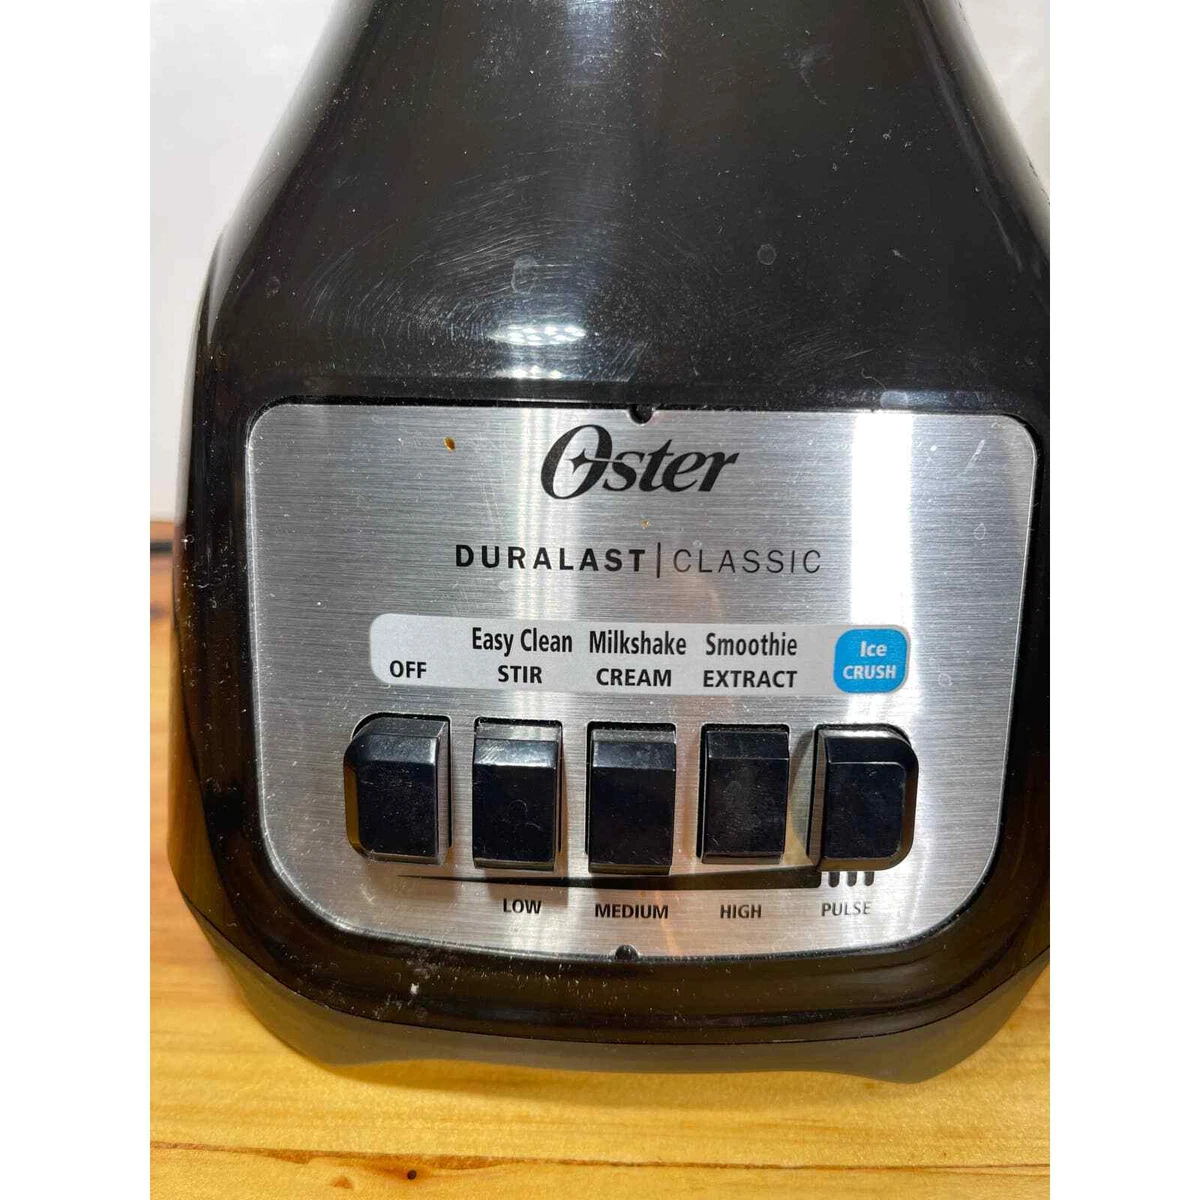 Oster
DURALAST | CLASSIC
Easy Clean Milkshake Smoothie Ice
OFF STIR CREAM EXTRACT CRUSH
LOW MEDIUM HIGH PULSE